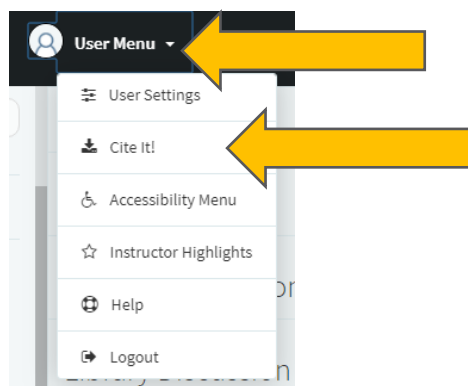 User Menu
User Settings
Cite It!
Accessibility Menu
Instructor Highlights
Help
Logout